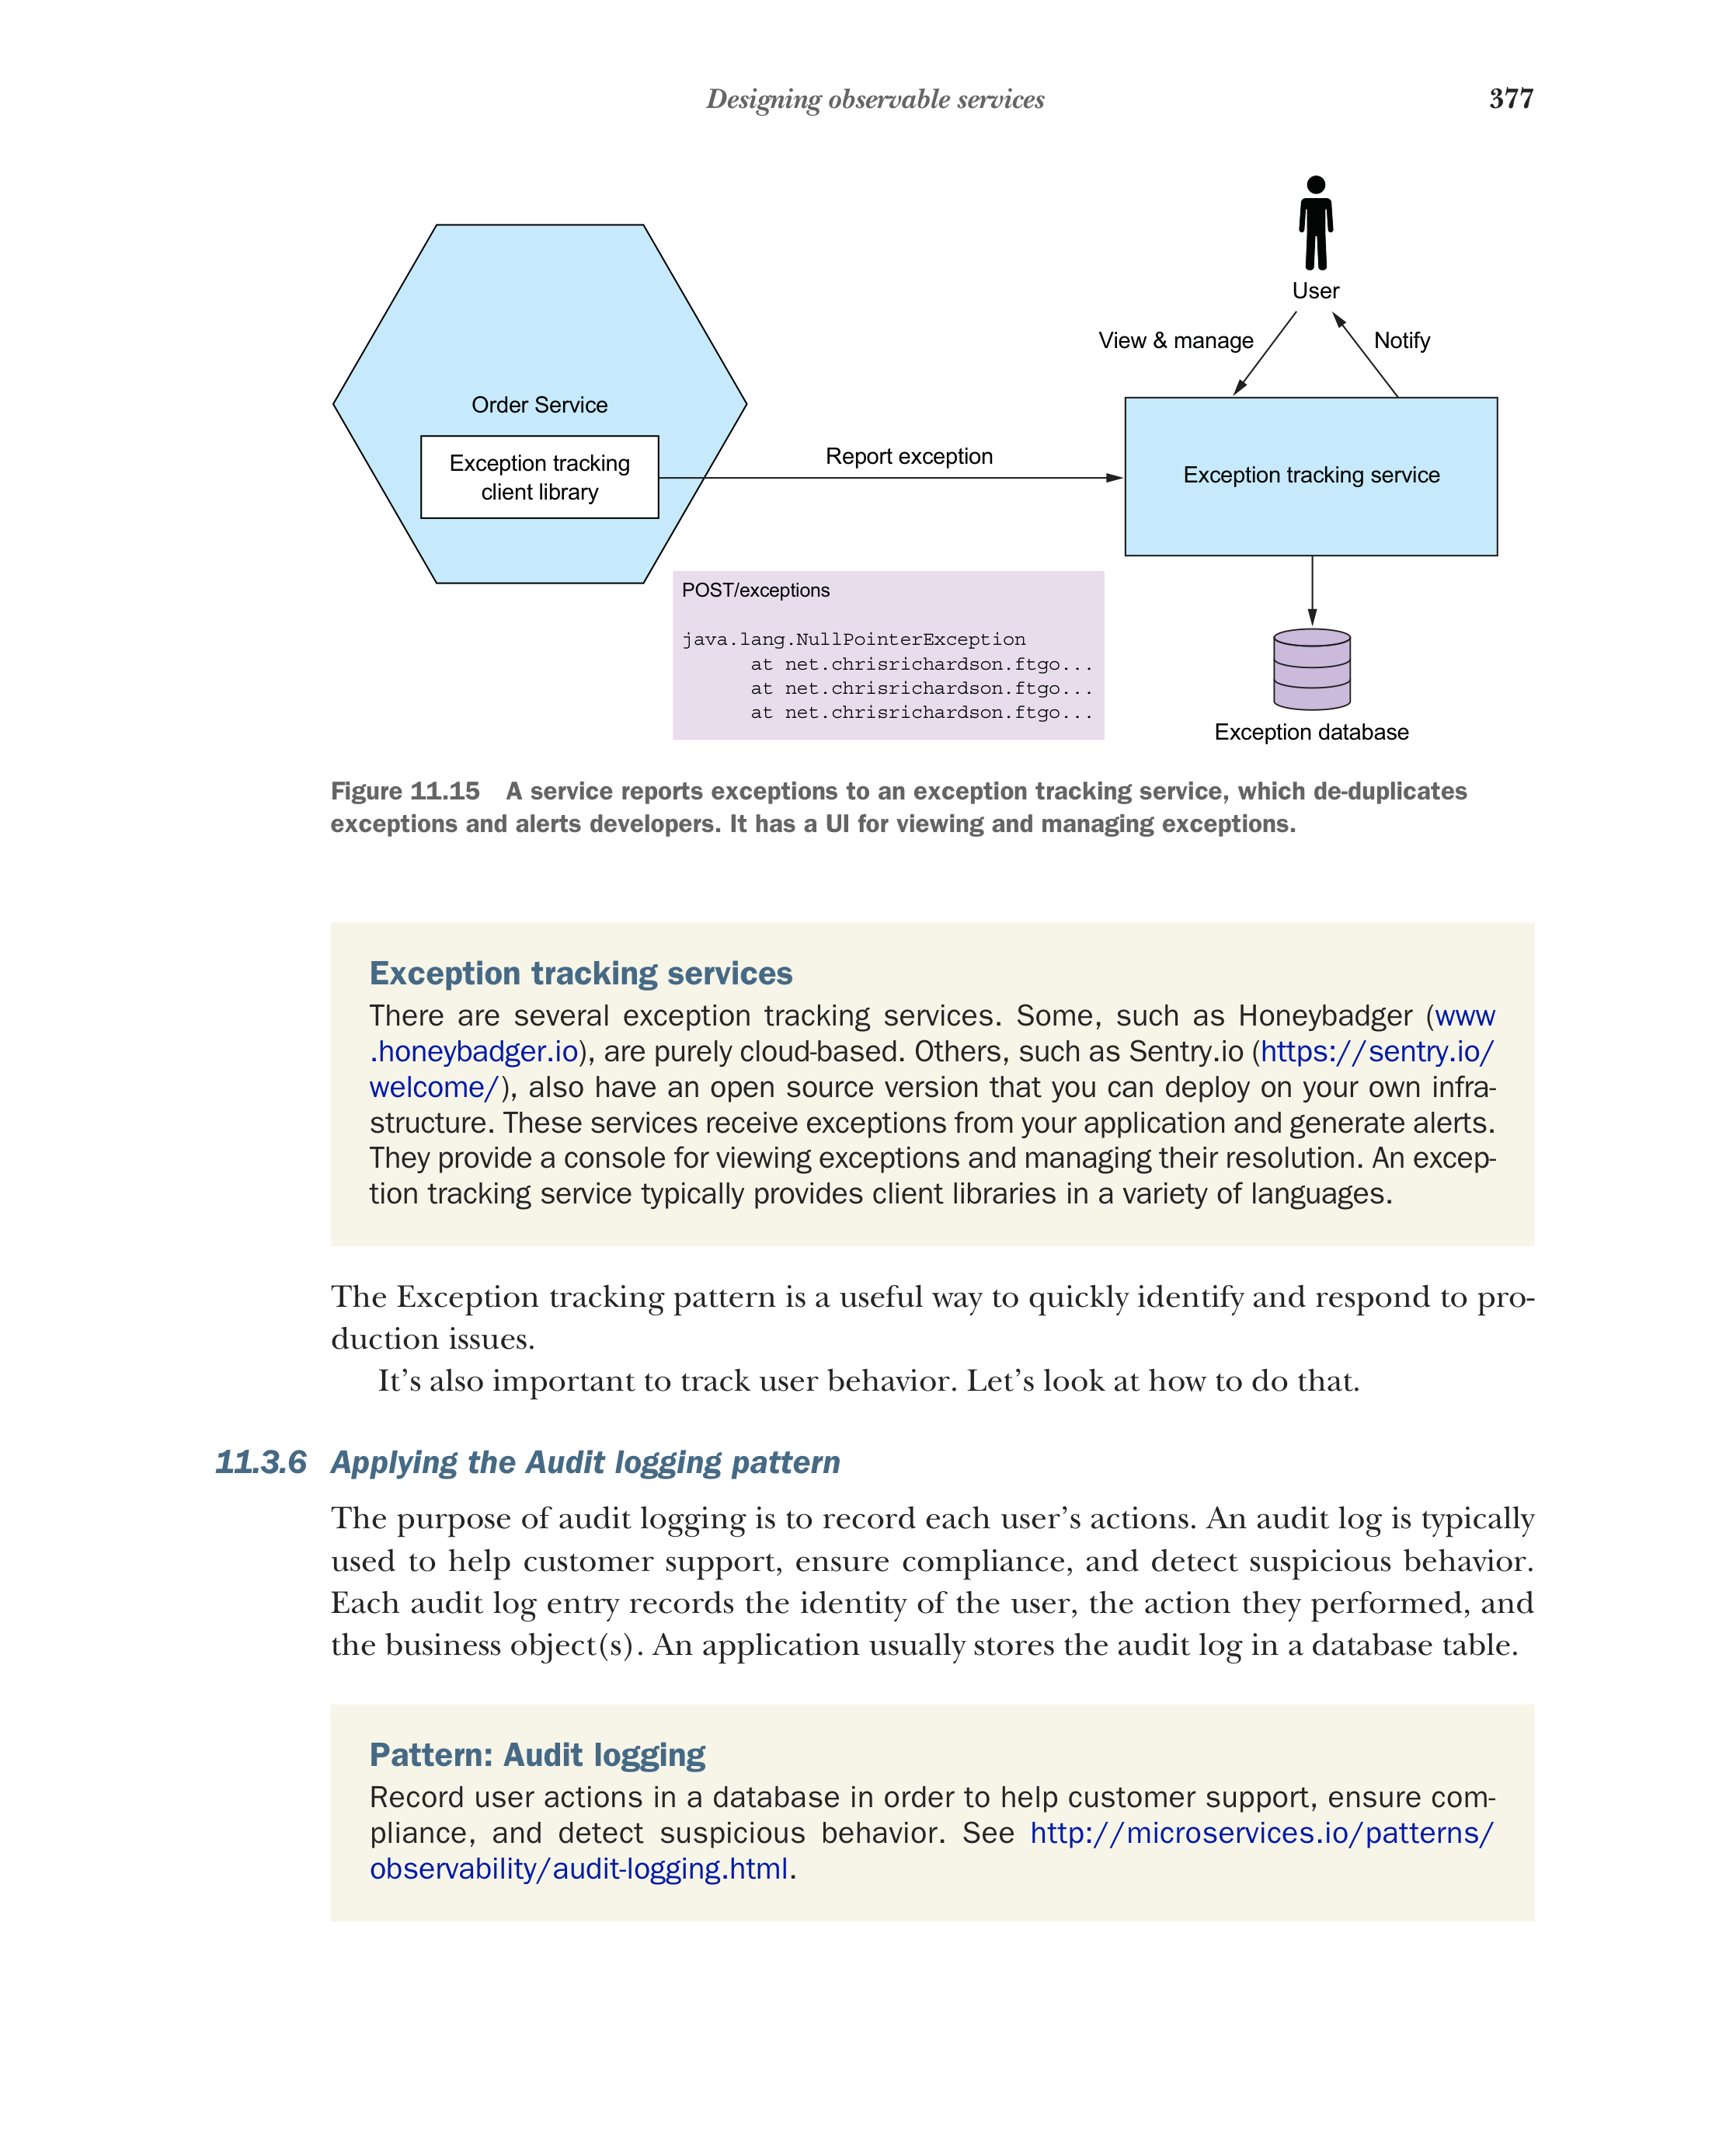 Designing observable services 377
User
View & manage
Notify
Order Service
Exception tracking
client library
Report exception
Exception tracking service
POST/exceptions
java.lang.NullPointerException
at net.chrisrichardson.ftgo...
at net.chrisrichardson.ftgo...
at net.chrisrichardson.ftgo...
Exception database
Figure 11.15 A service reports exceptions to an exception tracking service, which de-duplicates
exceptions and alerts developers. It has a UI for viewing and managing exceptions.
Exception tracking services
There are several exception tracking services. Some, such as Honeybadger (www
.honeybadger.io), are purely cloud-based. Others, such as Sentry.io (https://sentry.io/
welcome/), also have an open source version that you can deploy on your own infra-
structure. These services receive exceptions from your application and generate alerts.
They provide a console for viewing exceptions and managing their resolution. An excep-
tion tracking service typically provides client libraries in a variety of languages.
The Exception tracking pattern is a useful way to quickly identify and respond to pro-
duction issues.
It's also important to track user behavior. Let's look at how to do that.
11.3.6 Applying the Audit logging pattern
The purpose of audit logging is to record each user's actions. An audit log is typically
used to help customer support, ensure compliance, and detect suspicious behavior.
Each audit log entry records the identity of the user, the action they performed, and
the business object(s). An application usually stores the audit log in a database table.
Pattern: Audit logging
Record user actions in a database in order to help customer support, ensure com-
pliance, and detect suspicious behavior. See http://microservices.io/patterns/
observability/audit-logging.html.